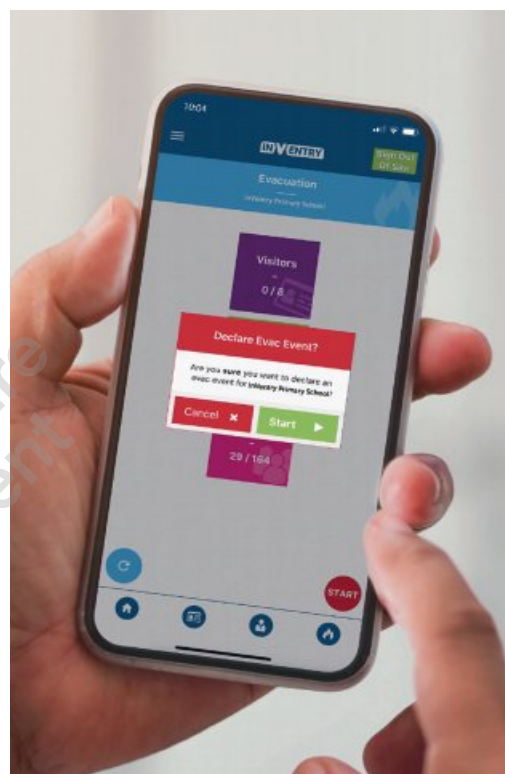 10:04
INVENTRY
Sign Out
Of Site
Evacuation
InVentry Primary School
Visitors
-
0 / 8
Declare Evac Event?
Are you sure you want to declare an
evac event for InVentry Primary School?
Cancel
Start
-
29 / 164
START